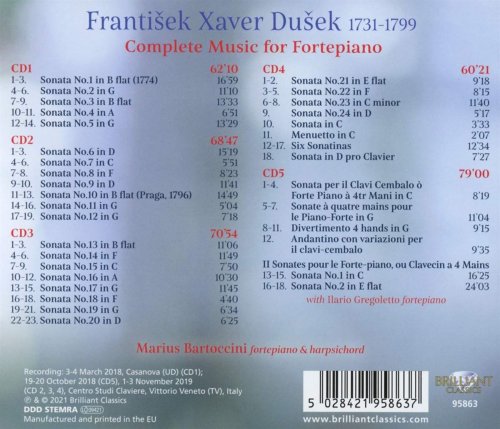 František Xaver Dušek 1731-1799
Complete Music for Fortepiano
CD1 62'10
1-3. Sonata No.1 in B flat (1774) 16'59
4-6. Sonata No.2 in G 11'10
7-9. Sonata No.3 in B flat 13'33
10-11. Sonata No.4 in A 6'51
12-14. Sonata No.5 in G 13'29
CD2 68'47
1-3. Sonata No.6 in D 15'19
4-6. Sonata No.7 in C 5'51
7. Sonata No.8 in F 8'23
8-9. Sonata No.9 in D 11'41
11-13. Sonata No.10 in B flat (Praga, 1796) 14'49
14-16. Sonata No.11 in G 5'04
17-19. Sonata No.12 in G 7'18
CD3 70'54
1-3. Sonata No.13 in B flat 11'06
4-6. Sonata No.14 in F 11'49
7-9. Sonata No.15 in C 7'50
10-12. Sonata No.16 in A 10'30
13-15. Sonata No.17 in G 11'41
16-18. Sonata No.18 in F 4'41
19-21. Sonata No.19 in G 6'34
22-23. Sonata No.20 in D 6'25
CD4 60'21
1-2. Sonata No.21 in E flat 9'18
3-5. Sonata No.22 in F 8'15
6-8. Sonata No.23 in C minor 11'40
9. Sonata No.24 in D 5'17
10. Sonata in C 3'33
11. Menuetto in C 2'07
12-17. Six Sonatinas 12'34
18. Sonata in D pro Clavier 7'27
CD5 79'00
1-4. Sonata per il Clavi Cembalo ò
Forte Piano à 4tr Mani in C 8'19
5-7. Sonate à quatre mains pour
le Piano-Forte in G 11'04
8-11. Divertimento 4 hands in G 9'15
12. Andantino con variazioni per
il clavi-cembalo 9'35
II Sonates pour le Forte-piano, ou Clavecin a 4 Mains
13-15. Sonata No.1 in C 16'25
16-18. Sonata No.2 in E flat 24'03
with Ilario Gregoletto fortepiano
Marius Bartoccini fortepiano & harpsichord
Recording: 3-4 March 2018, Casanova (UD) (CD1);
19-20 October 2018 (CD5), 1-3 November 2019
(CD 2, 3, 4), Centro Studi Claviere, Vittorio Veneto (TV), Italy
℗ & © 2021 Brilliant Classics
DDD STEMRA
Manufactured and printed in the EU
5 028421 958637
BRILLIANT
CLASSICS
95863
brilliantclassics.com